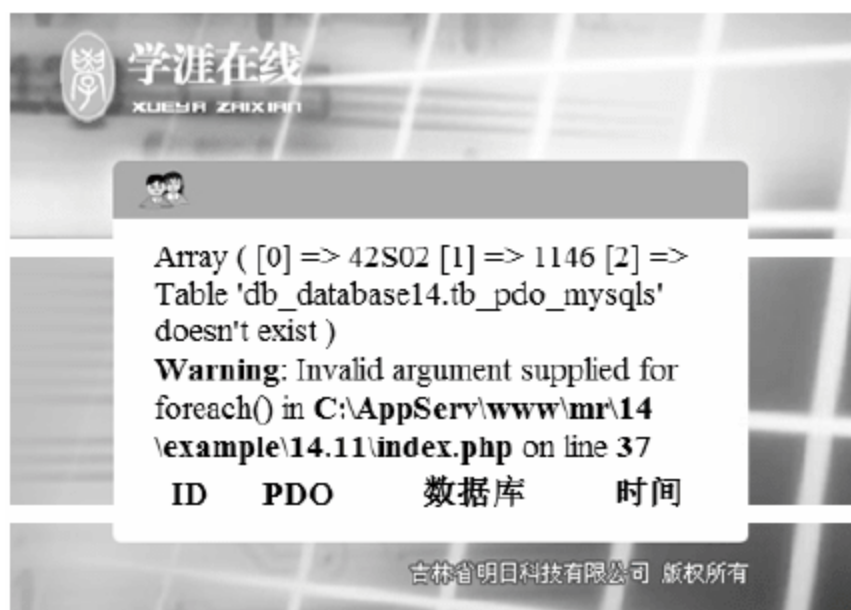 学涯在线
XUEYA ZAIXIAN
Array ( [0] => 42S02 [1] => 1146 [2] =>
Table 'db_database14.tb_pdo_mysqls'
doesn't exist )
Warning: Invalid argument supplied for
foreach() in C:\AppServ\www\mr\14
\example\14.11\index.php on line 37
ID PDO 数据库 时间
吉林省明日科技有限公司 版权所有